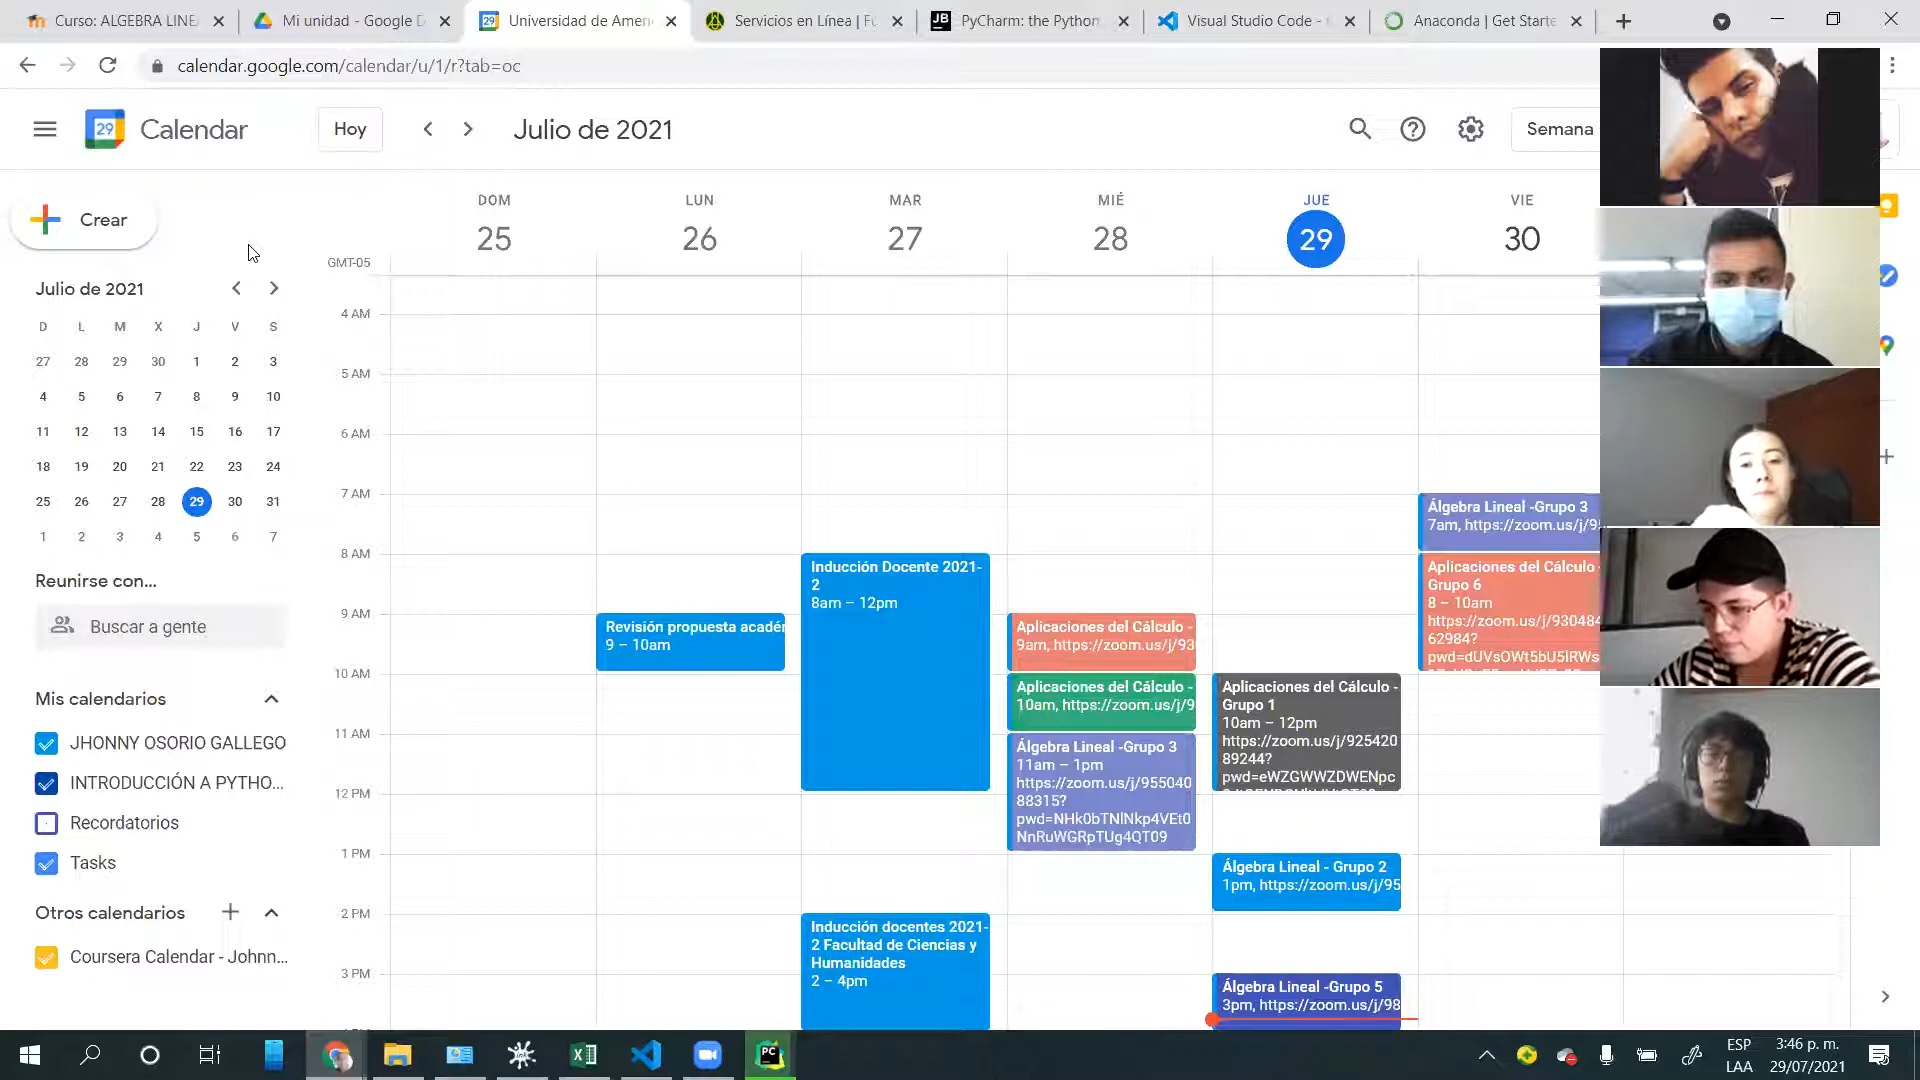 Curso: ALGEBRA LINEA
Mi unidad - Google D
Universidad de Ameri
Servicios en Línea | Fu
PyCharm: the Python
Visual Studio Code -
Anaconda | Get Starte
calendar.google.com/calendar/u/1/r?tab=oc
29
Calendar
Hoy
Julio de 2021
Semana
Crear
DOM
LUN
MAR
MIÉ
JUE
VIE
25
26
27
28
29
30
GMT-05
Julio de 2021
D L M X J V S
27 28 29 30 1 2 3
4 5 6 7 8 9 10
11 12 13 14 15 16 17
18 19 20 21 22 23 24
25 26 27 28 29 30 31
1 2 3 4 5 6 7
Reunirse con...
Buscar a gente
Mis calendarios
JHONNY OSORIO GALLEGO
INTRODUCCIÓN A PYTHO...
Recordatorios
Tasks
Otros calendarios
Coursera Calendar - Johnn...
4 AM
5 AM
6 AM
7 AM
8 AM
9 AM
10 AM
11 AM
12 PM
1 PM
2 PM
3 PM
Revisión propuesta acadér
9 – 10am
Inducción Docente 2021-
2
8am – 12pm
Inducción docentes 2021-
2 Facultad de Ciencias y
Humanidades
2 – 4pm
Aplicaciones del Cálculo -
9am, https://zoom.us/j/93
Aplicaciones del Cálculo -
10am, https://zoom.us/j/9
Álgebra Lineal -Grupo 3
11am – 1pm
https://zoom.us/j/955040
88315?
pwd=NHk0bTNlNkp4VEt0
NnRuWGRpTUg4QT09
Aplicaciones del Cálculo -
Grupo 1
10am – 12pm
https://zoom.us/j/925420
89244?
pwd=eWZGWWZDWENpc
Álgebra Lineal - Grupo 2
1pm, https://zoom.us/j/95
Álgebra Lineal -Grupo 5
3pm, https://zoom.us/j/98
Álgebra Lineal -Grupo 3
7am, https://zoom.us/j/9
Aplicaciones del Cálculo -
Grupo 6
8 – 10am
https://zoom.us/j/930484
62984?
pwd=dUVsOWt5bU5lRWs
ESP
LAA
3:46 p. m.
29/07/2021